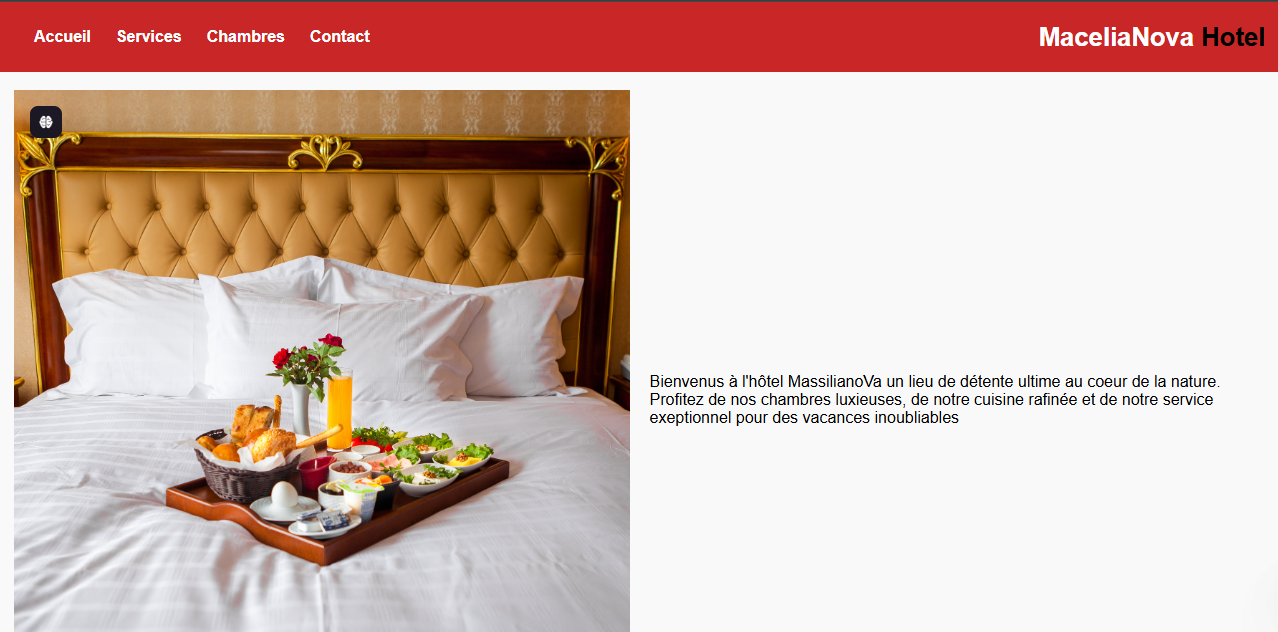 Accueil Services Chambres Contact MaceliaNova Hotel
Bienvenus à l'hôtel MassilianoVa un lieu de détente ultime au coeur de la nature.
Profitez de nos chambres luxieuses, de notre cuisine rafinée et de notre service
exeptionnel pour des vacances inoubliables